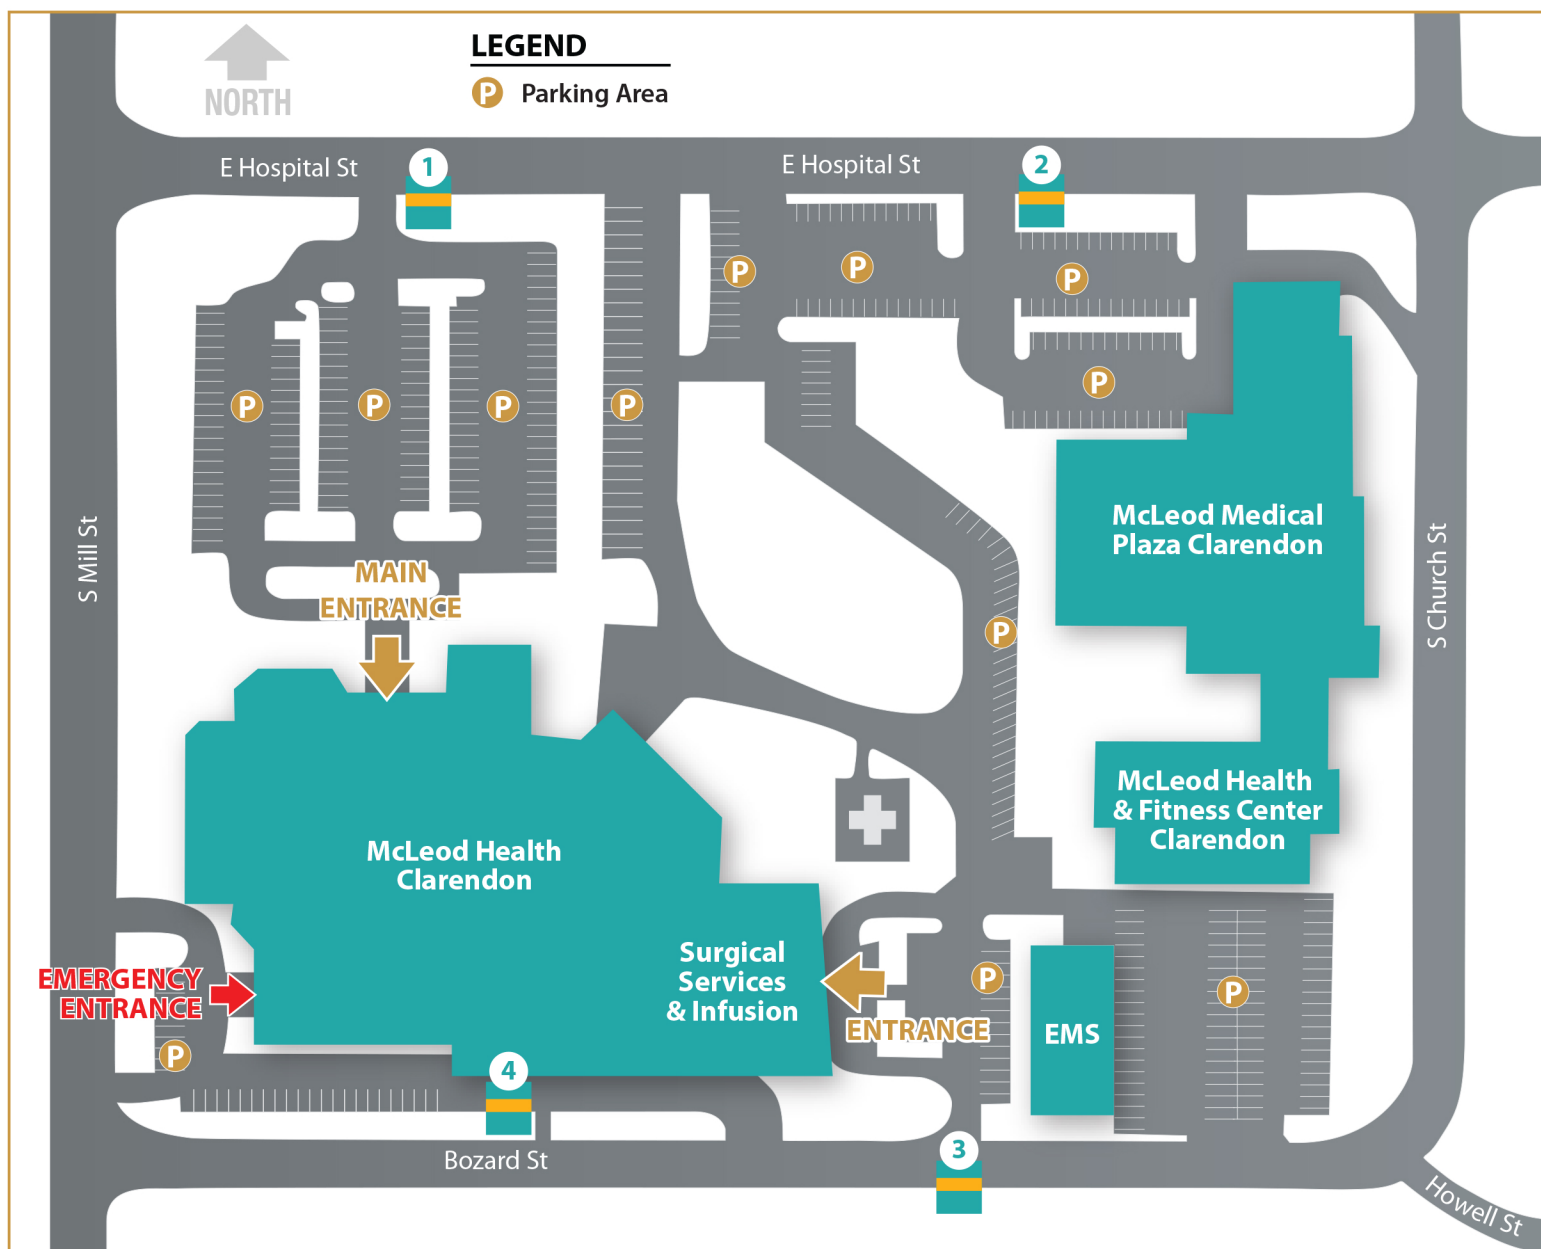 LEGEND
P Parking Area
NORTH
E Hospital St
1
E Hospital St
2
P
P
P
P
P
P
P
P
MAIN
ENTRANCE
S Mill St
McLeod Medical
Plaza Clarendon
S Church St
P
McLeod Health
& Fitness Center
Clarendon
McLeod Health
Clarendon
Surgical
Services
& Infusion
EMERGENCY
ENTRANCE
P
ENTRANCE
P
P
EMS
P
4
Bozard St
3
Howell St